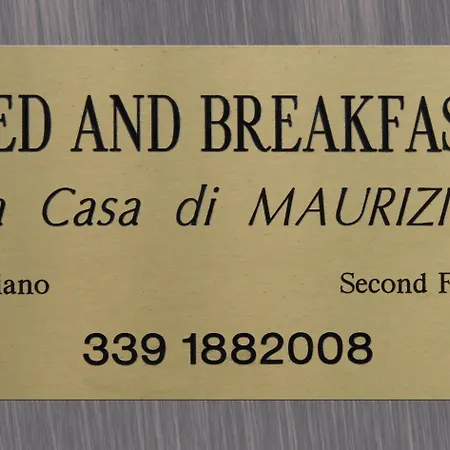 ED AND BREAKFAS
a Casa di MAURIZI
iano
Second F
339 1882008